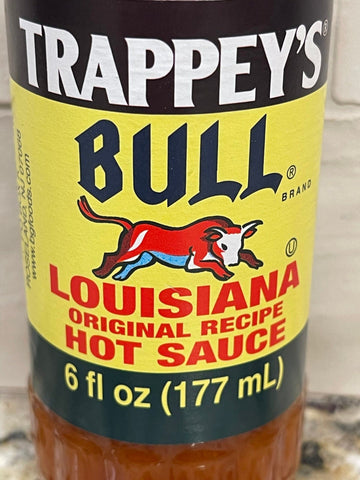 TRAPPEY'S®
BULL®
BRAND
Ⓤ
LOUISIANA
ORIGINAL RECIPE
HOT SAUCE
6 fl oz (177 mL)
www.bgfoods.com